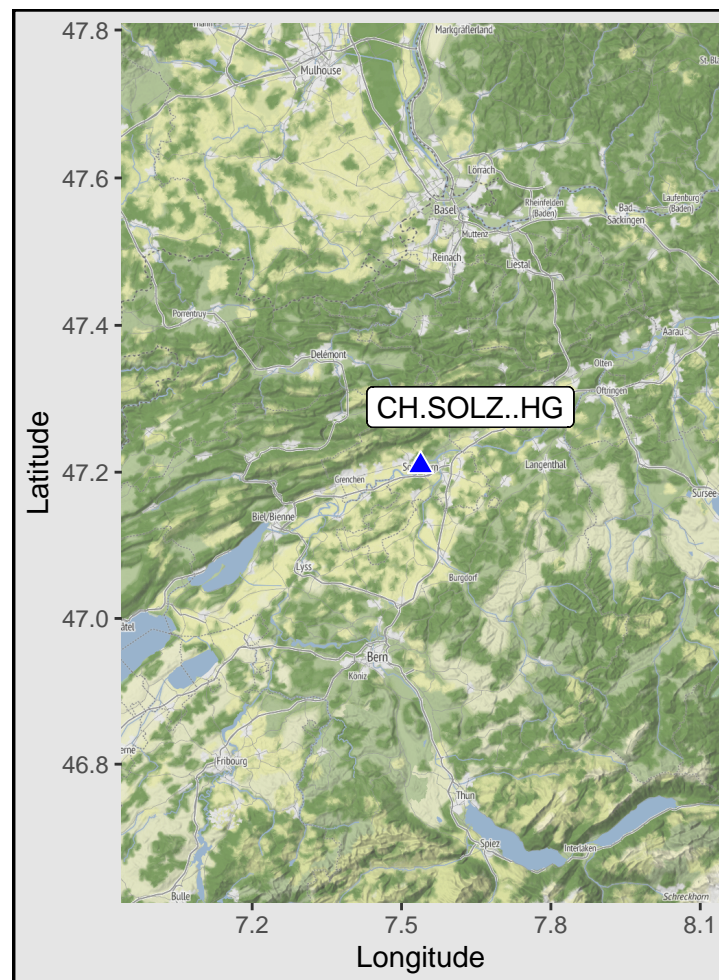 47.8
Markgräflerland
Mulhouse
47.6
Lörrach
Rheinfelden
(Baden)
Laufenburg
(Baden)
Basel
Bad
Säckingen
Muttenz
Reinach
Liestal
47.4
Porrentruy
Aarau
Delémont
Olten
Oftringen
CH.SOLZ..HG
47.2
Langenthal
Grenchen
Sursee
Biel/Bienne
Lyss
Burgdorf
47.0
Bern
Köniz
46.8
Fribourg
Thun
Spiez
Interlaken
Bulle
Schreckhorn
7.2
7.5
7.8
8.1
Longitude
Latitude